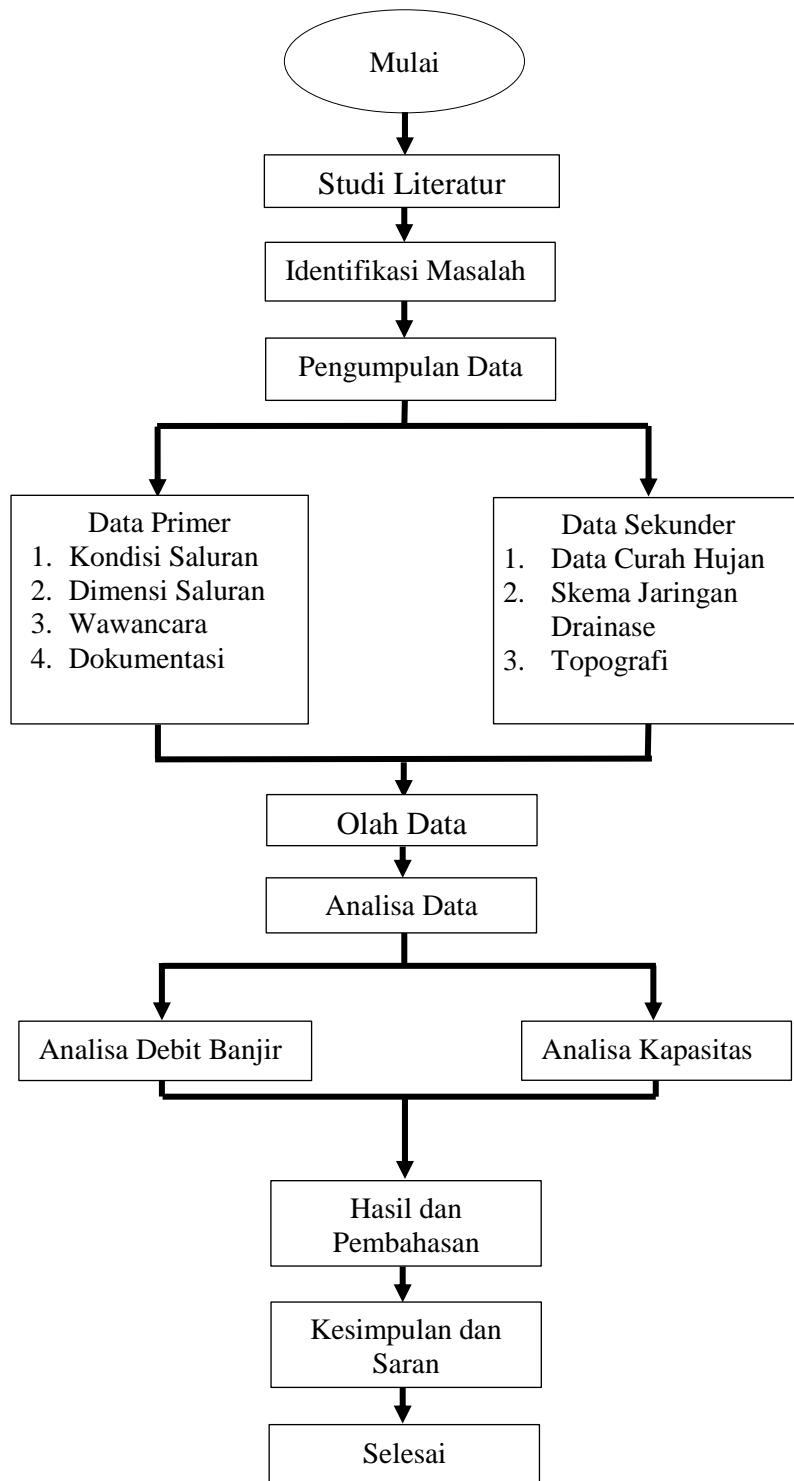 Mulai
Studi Literatur
Identifikasi Masalah
Pengumpulan Data
Data Primer
1. Kondisi Saluran
2. Dimensi Saluran
3. Wawancara
4. Dokumentasi
Data Sekunder
1. Data Curah Hujan
2. Skema Jaringan
Drainase
3. Topografi
Olah Data
Analisa Data
Analisa Debit Banjir
Analisa Kapasitas
Hasil dan
Pembahasan
Kesimpulan dan
Saran
Selesai